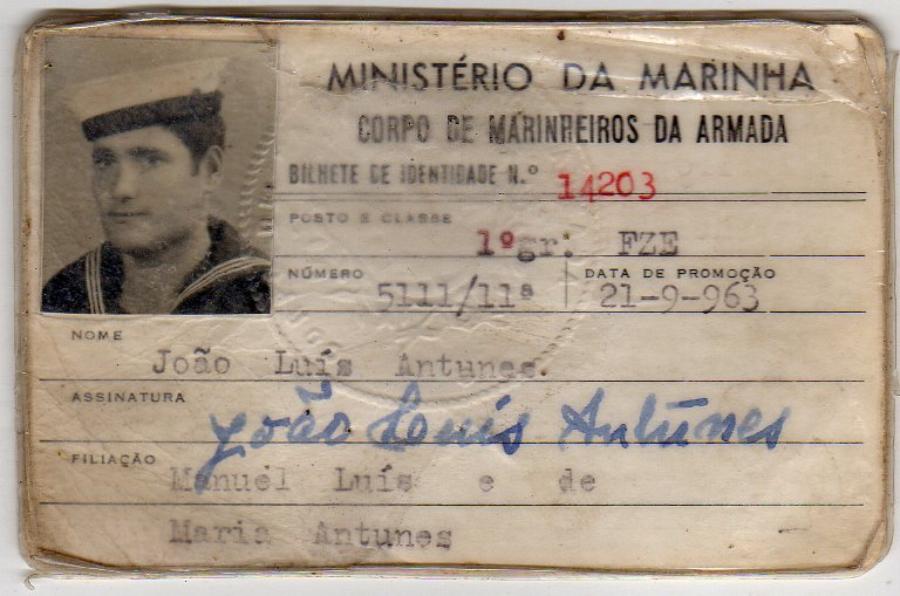 MINISTÉRIO DA MARINHA
CORPO DE MARINHEIROS DA ARMADA
BILHETE DE IDENTIDADE N.º 14203
POSTO E CLASSE
1ºgr: FZE
NÚMERO
5111/11ª
DATA DE PROMOÇÃO
21-9-963
NOME
João Luís Antunes.
ASSINATURA
João Luis Antunes
FILIAÇÃO
Manuel Luís e de
Maria Antunes